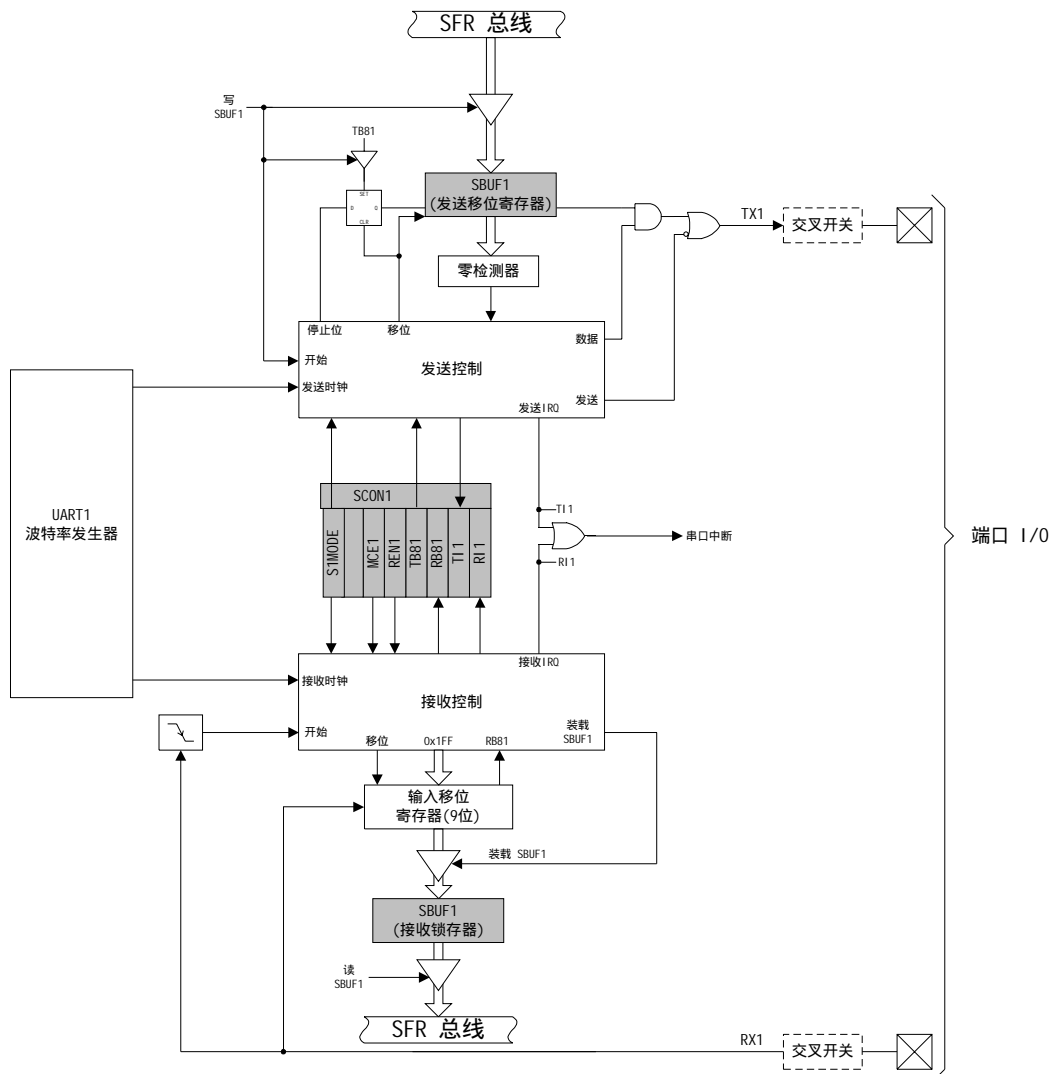 SFR 总线
写
SBUF1
TB81
SET
D
Q
CLR
SBUF1
(发送移位寄存器)
TX1
交叉开关
零检测器
停止位
移位
数据
开始
发送控制
发送时钟
发送
发送IRQ
UART1
波特率发生器
SCON1
S1MODE
MCE1
REN1
TB81
RB81
TI1
RI1
TI1
串口中断
RI1
端口 I/O
接收IRQ
接收时钟
接收控制
开始
装载
SBUF1
移位
0x1FF
RB81
输入移位
寄存器(9位)
装载 SBUF1
SBUF1
(接收锁存器)
读
SBUF1
SFR 总线
RX1
交叉开关